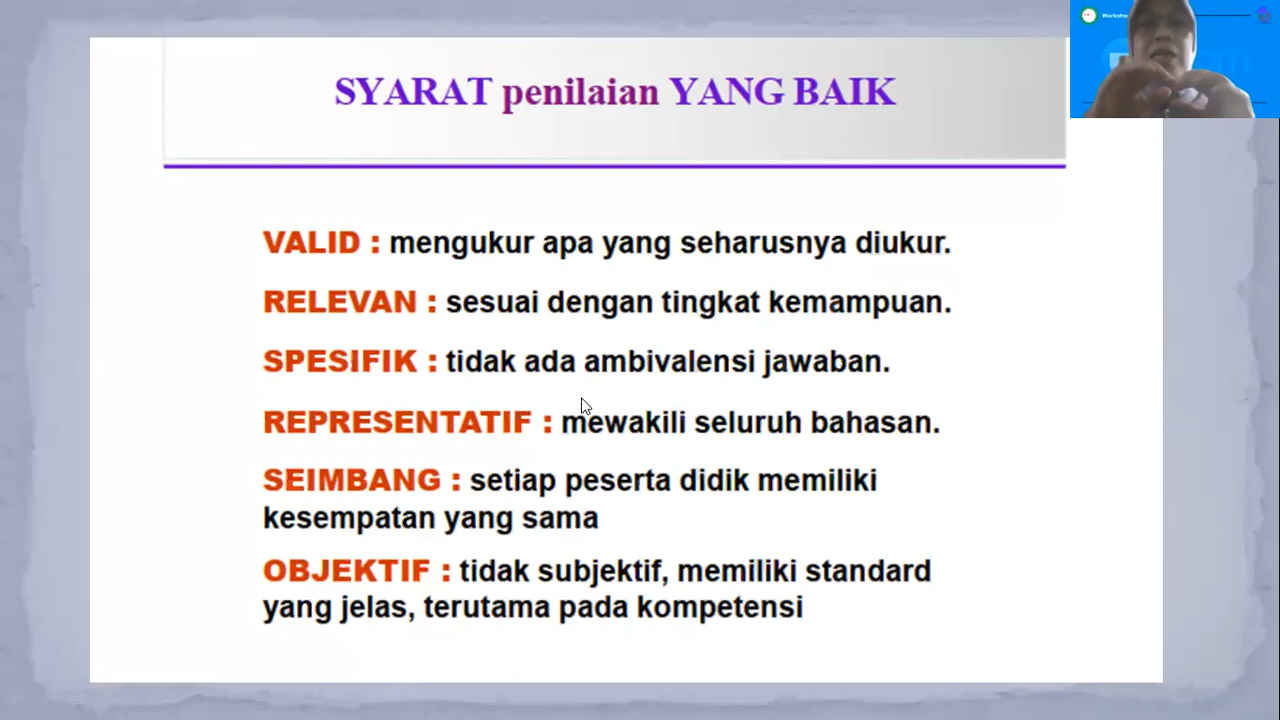 SYARAT penilaian YANG BAIK
VALID : mengukur apa yang seharusnya diukur.
RELEVAN : sesuai dengan tingkat kemampuan.
SPESIFIK : tidak ada ambivalensi jawaban.
REPRESENTATIF : mewakili seluruh bahasan.
SEIMBANG : setiap peserta didik memiliki
kesempatan yang sama
OBJEKTIF : tidak subjektif, memiliki standard
yang jelas, terutama pada kompetensi